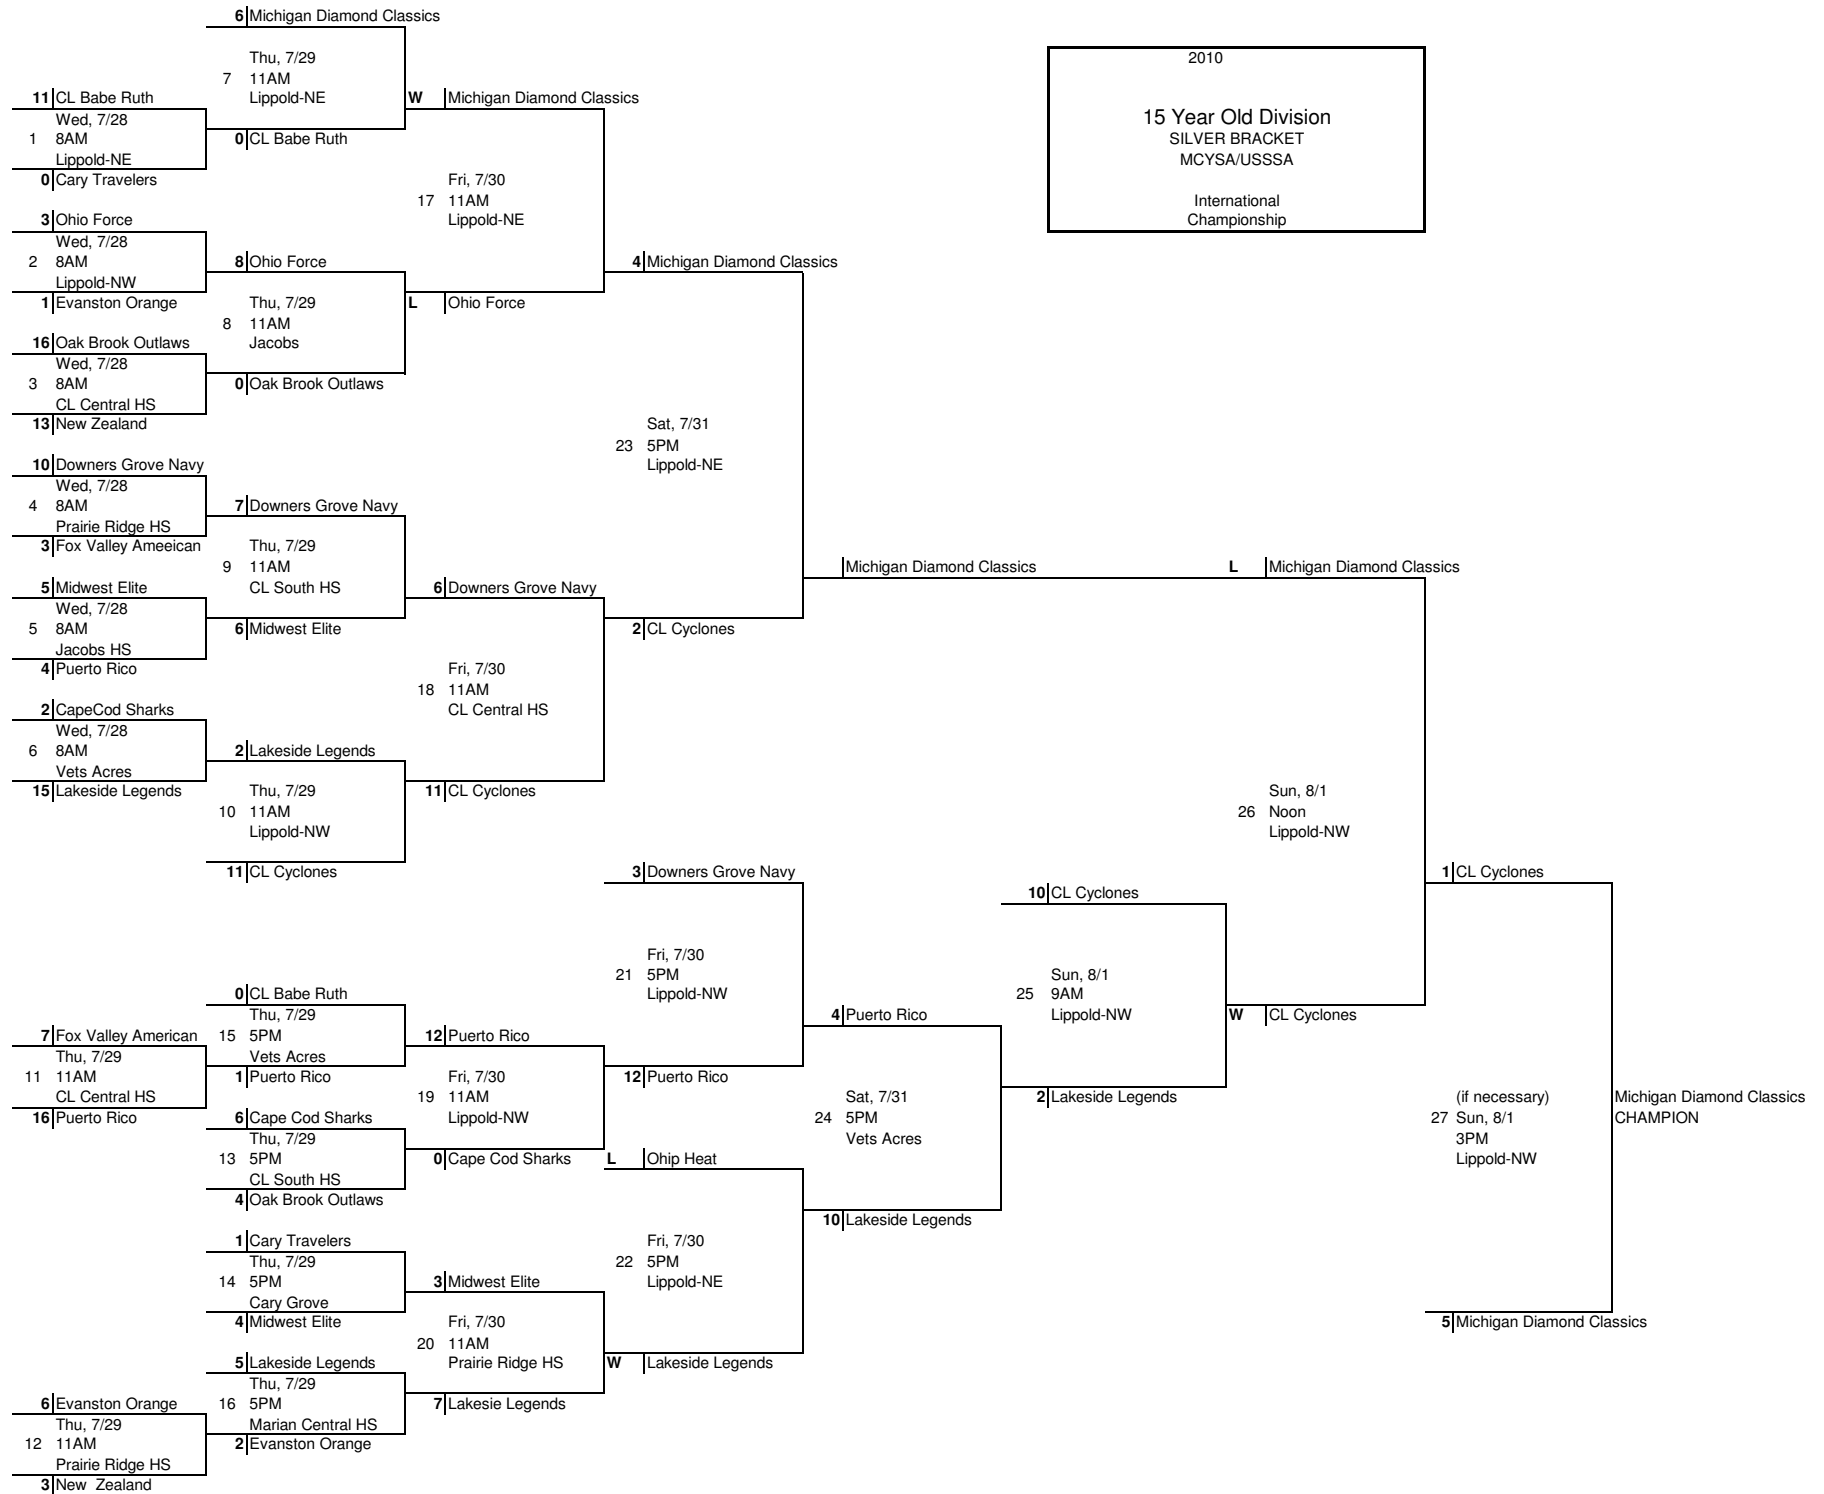 6 Michigan Diamond Classics
Thu, 7/29
7 11AM
Lippold-NE
0 CL Babe Ruth
11 CL Babe Ruth
Wed, 7/28
1 8AM
Lippold-NE
0 Cary Travelers
3 Ohio Force
Wed, 7/28
2 8AM
Lippold-NW
1 Evanston Orange
8 Ohio Force
Thu, 7/29
8 11AM
Jacobs
0 Oak Brook Outlaws
16 Oak Brook Outlaws
Wed, 7/28
3 8AM
CL Central HS
13 New Zealand
10 Downers Grove Navy
Wed, 7/28
4 8AM
Prairie Ridge HS
3 Fox Valley Ameeican
7 Downers Grove Navy
Thu, 7/29
9 11AM
CL South HS
6 Midwest Elite
5 Midwest Elite
Wed, 7/28
5 8AM
Jacobs HS
4 Puerto Rico
2 CapeCod Sharks
Wed, 7/28
6 8AM
Vets Acres
15 Lakeside Legends
2 Lakeside Legends
Thu, 7/29
10 11AM
Lippold-NW
11 CL Cyclones
W Michigan Diamond Classics
Fri, 7/30
17 11AM
Lippold-NE
L Ohio Force
6 Downers Grove Navy
Fri, 7/30
18 11AM
CL Central HS
11 CL Cyclones
4 Michigan Diamond Classics
Sat, 7/31
23 5PM
Lippold-NE
2 CL Cyclones
2010
15 Year Old Division
SILVER BRACKET
MCYSA/USSSA
International
Championship
Michigan Diamond Classics
L Michigan Diamond Classics
Sun, 8/1
26 Noon
Lippold-NW
W CL Cyclones
3 Downers Grove Navy
Fri, 7/30
21 5PM
Lippold-NW
12 Puerto Rico
10 CL Cyclones
Sun, 8/1
25 9AM
Lippold-NW
2 Lakeside Legends
1 CL Cyclones
(if necessary)
27 Sun, 8/1
3PM
Lippold-NW
5 Michigan Diamond Classics
Michigan Diamond Classics
CHAMPION
0 CL Babe Ruth
Thu, 7/29
15 5PM
Vets Acres
1 Puerto Rico
7 Fox Valley American
Thu, 7/29
11 11AM
CL Central HS
16 Puerto Rico
12 Puerto Rico
Fri, 7/30
19 11AM
Lippold-NW
0 Cape Cod Sharks
6 Cape Cod Sharks
Thu, 7/29
13 5PM
CL South HS
4 Oak Brook Outlaws
4 Puerto Rico
Sat, 7/31
24 5PM
Vets Acres
10 Lakeside Legends
L Ohip Heat
Fri, 7/30
22 5PM
Lippold-NE
W Lakeside Legends
1 Cary Travelers
Thu, 7/29
14 5PM
Cary Grove
4 Midwest Elite
3 Midwest Elite
Fri, 7/30
20 11AM
Prairie Ridge HS
7 Lakesie Legends
5 Lakeside Legends
Thu, 7/29
16 5PM
Marian Central HS
2 Evanston Orange
6 Evanston Orange
Thu, 7/29
12 11AM
Prairie Ridge HS
3 New  Zealand